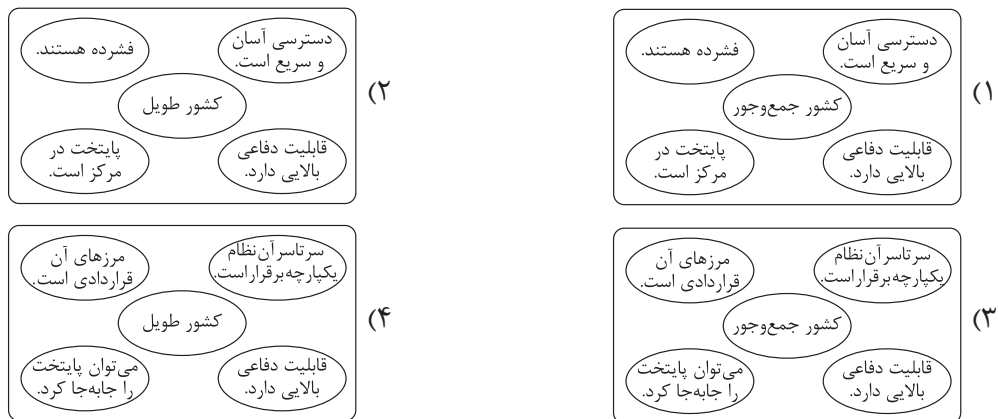 ۱)
دسترسی آسان
و سریع است.
فشرده هستند.
کشور جمع‌وجور
قابلیت دفاعی
بالایی دارد.
پایتخت در
مرکز است.
۲)
دسترسی آسان
و سریع است.
فشرده هستند.
کشور طویل
قابلیت دفاعی
بالایی دارد.
پایتخت در
مرکز است.
۳)
سرتاسر آن نظام
یکپارچه برقرار است.
مرزهای آن
قراردادی است.
کشور جمع‌وجور
قابلیت دفاعی
بالایی دارد.
می‌توان پایتخت
را جابه‌جا کرد.
۴)
سرتاسر آن نظام
یکپارچه برقرار است.
مرزهای آن
قراردادی است.
کشور طویل
قابلیت دفاعی
بالایی دارد.
می‌توان پایتخت
را جابه‌جا کرد.